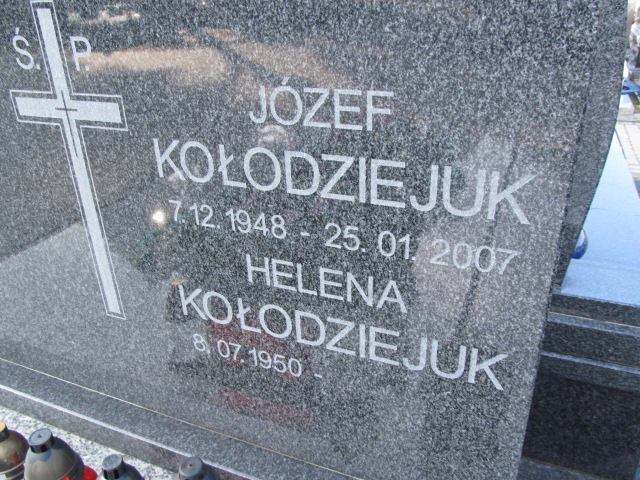 Ś. P.
JÓZEF
KOŁODZIEJUK
7.12.1948 - 25.01.2007
HELENA
KOŁODZIEJUK
8.07.1950 -